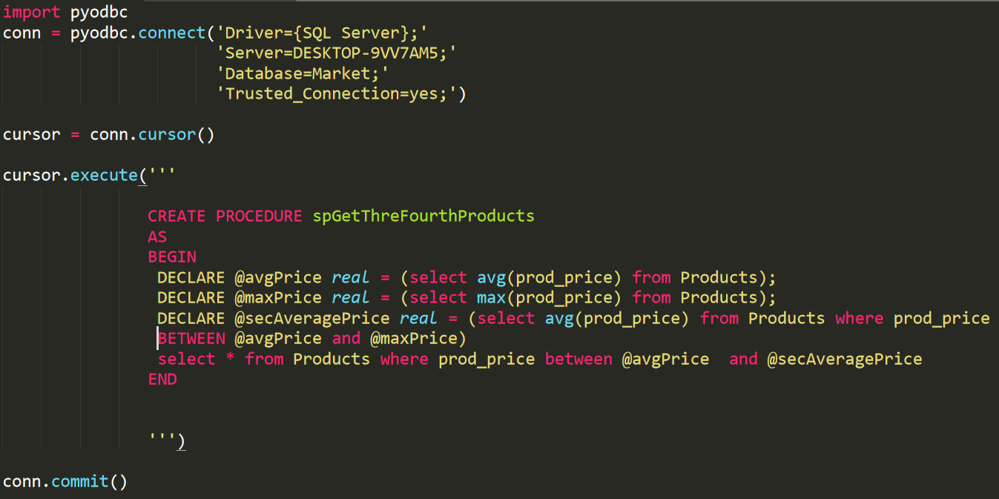 import pyodbc
conn = pyodbc.connect('Driver={SQL Server};'
                      'Server=DESKTOP-9VV7AM5;'
                      'Database=Market;'
                      'Trusted_Connection=yes;')

cursor = conn.cursor()

cursor.execute('''

               CREATE PROCEDURE spGetThreFourthProducts
               AS
               BEGIN
                DECLARE @avgPrice real = (select avg(prod_price) from Products);
                DECLARE @maxPrice real = (select max(prod_price) from Products);
                DECLARE @secAveragePrice real = (select avg(prod_price) from Products where prod_price
                BETWEEN @avgPrice and @maxPrice)
                select * from Products where prod_price between @avgPrice  and @secAveragePrice
               END


               ''')

conn.commit()